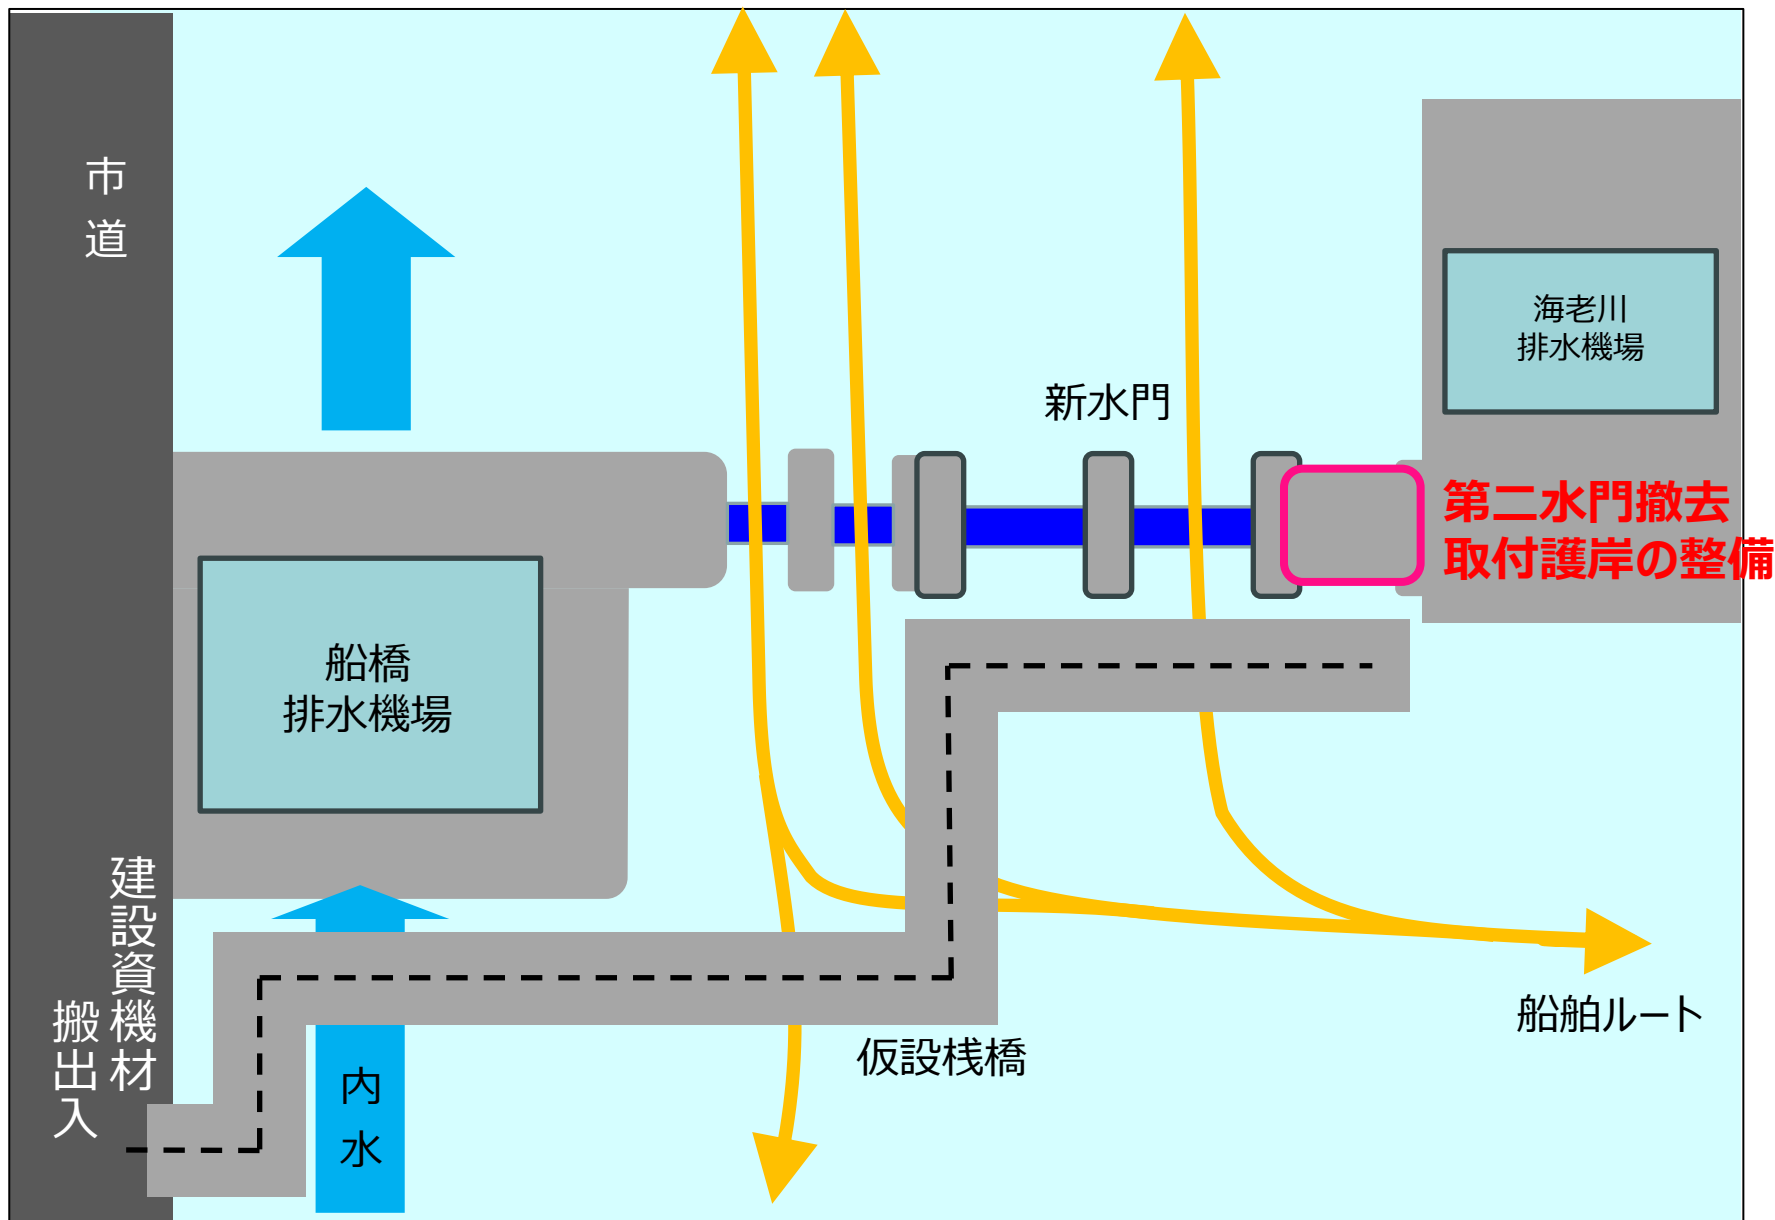 市道
海老川
排水機場
新水門
第二水門撤去
取付護岸の整備
船橋
排水機場
建設資機材
搬出入
船舶ルート
仮設桟橋
内水